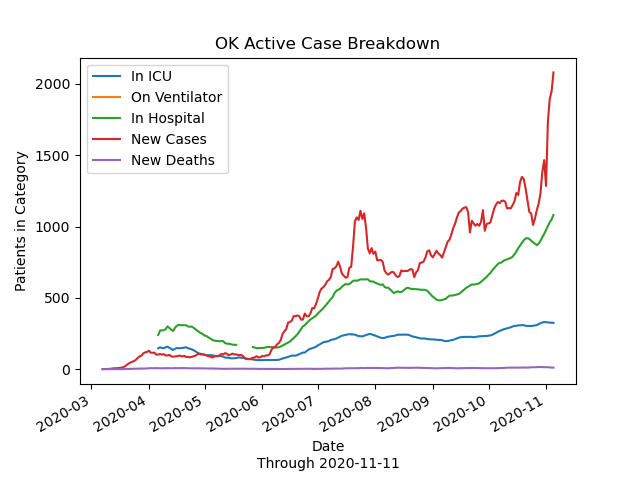 OK Active Case Breakdown
In ICU
On Ventilator
In Hospital
New Cases
New Deaths
Patients in Category
2000
1500
1000
500
0
2020-03
2020-04
2020-05
2020-06
2020-07
2020-08
2020-09
2020-10
2020-11
Date
Through 2020-11-11